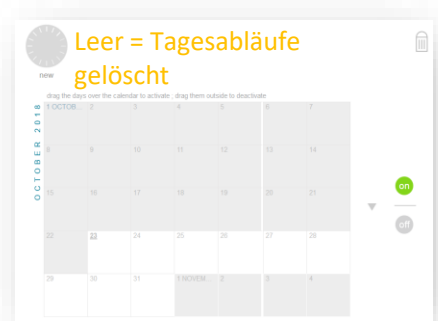 Leer = Tagesabläufe
gelöscht
new
drag the days over the calendar to activate , drag them outside to deactivate
OCTOBER 2018
1 OCTOB... 2 3 4 5 6 7
8 9 10 11 12 13 14
15 16 17 18 19 20 21
22 23 24 25 26 27 28
29 30 31 1 NOVEM... 2 3 4
on
off